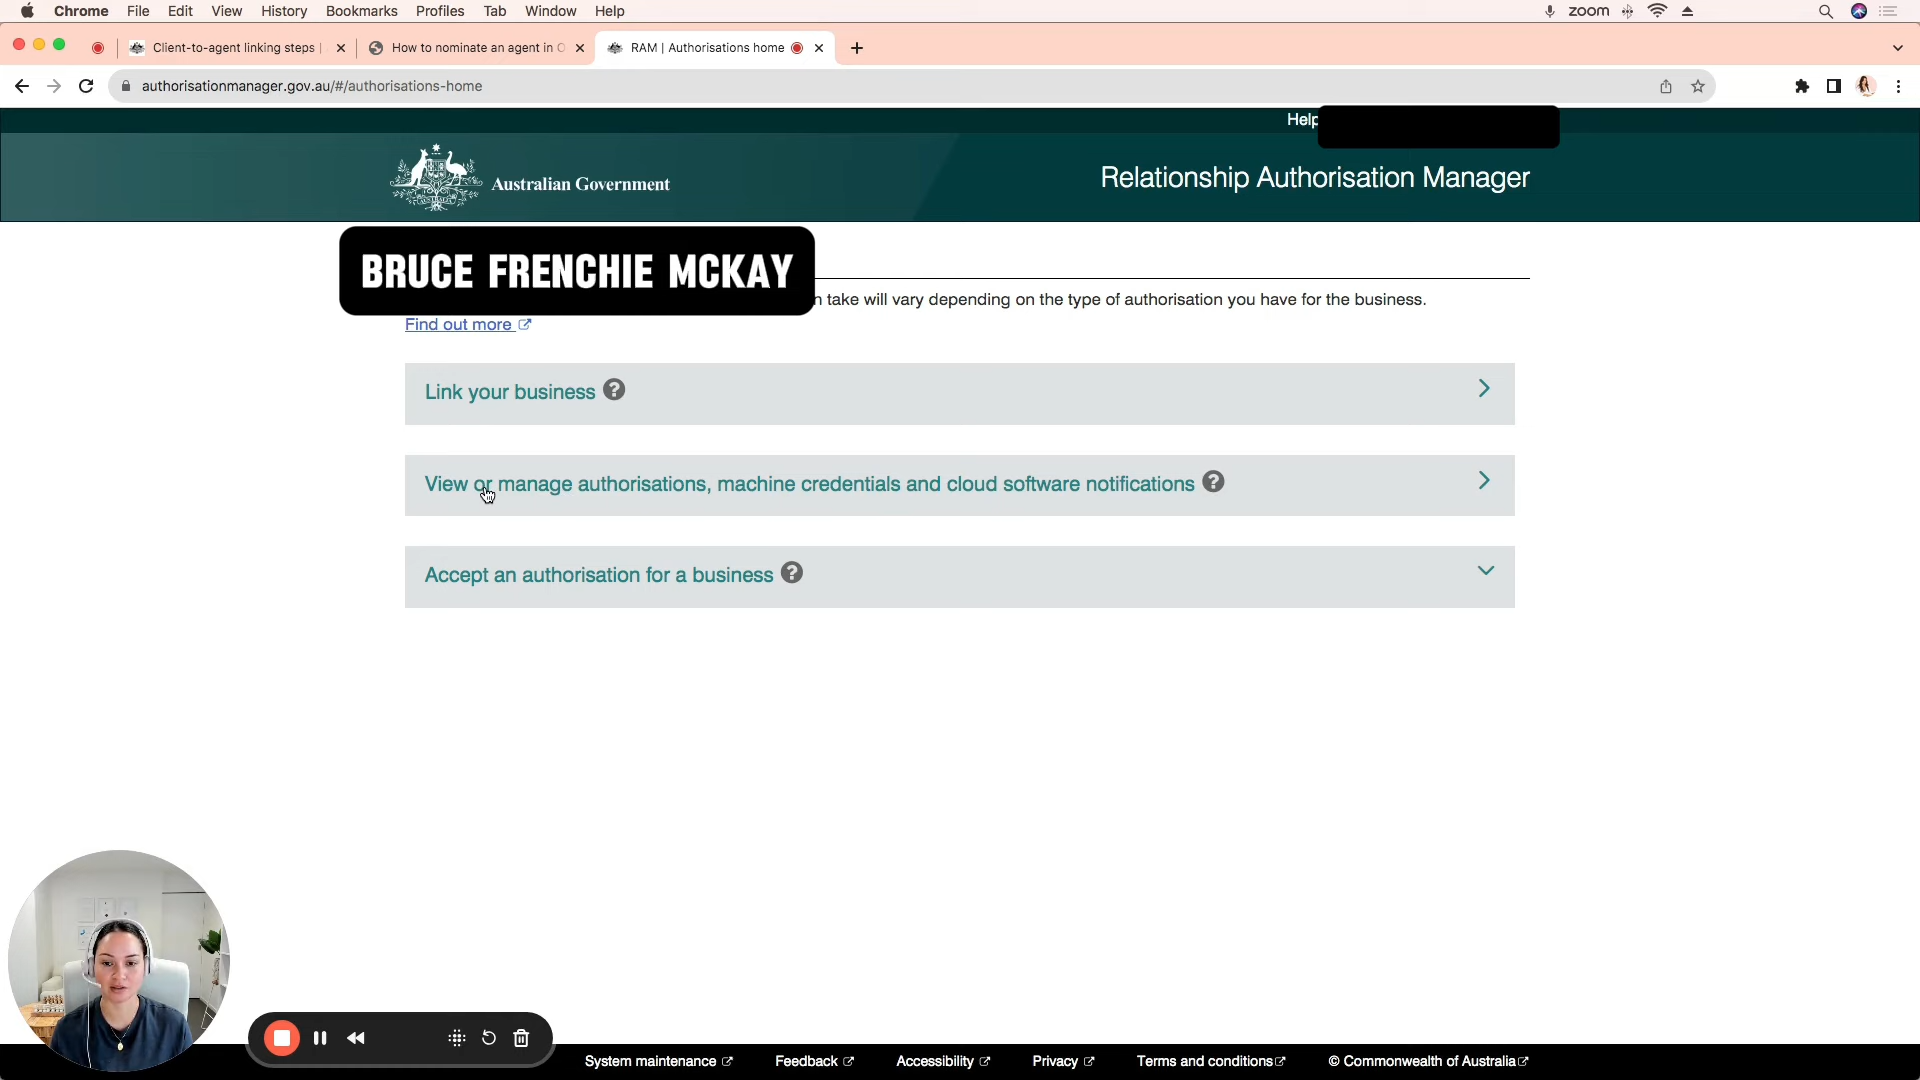 Chrome File Edit View History Bookmarks Profiles Tab Window Help zoom
Client-to-agent linking steps
How to nominate an agent in
RAM | Authorisations home
authorisationmanager.gov.au/#/authorisations-home
Help
Australian Government
Relationship Authorisation Manager
BRUCE FRENCHIE MCKAY
take will vary depending on the type of authorisation you have for the business.
Find out more
Link your business ?
View or manage authorisations, machine credentials and cloud software notifications ?
Accept an authorisation for a business ?
System maintenance Feedback Accessibility Privacy Terms and conditions © Commonwealth of Australia